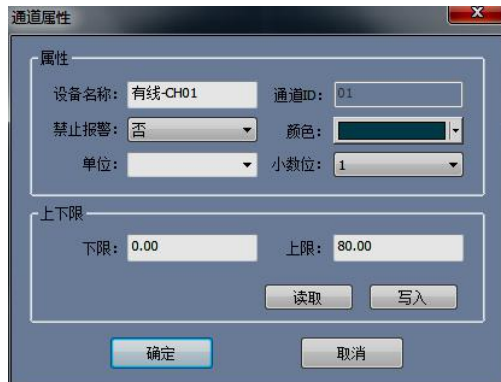 通道属性
属性
设备名称: 有线-CH01 通道ID: 01
禁止报警: 否 颜色:
单位: 小数位: 1
上下限
下限: 0.00 上限: 80.00
读取 写入
确定 取消